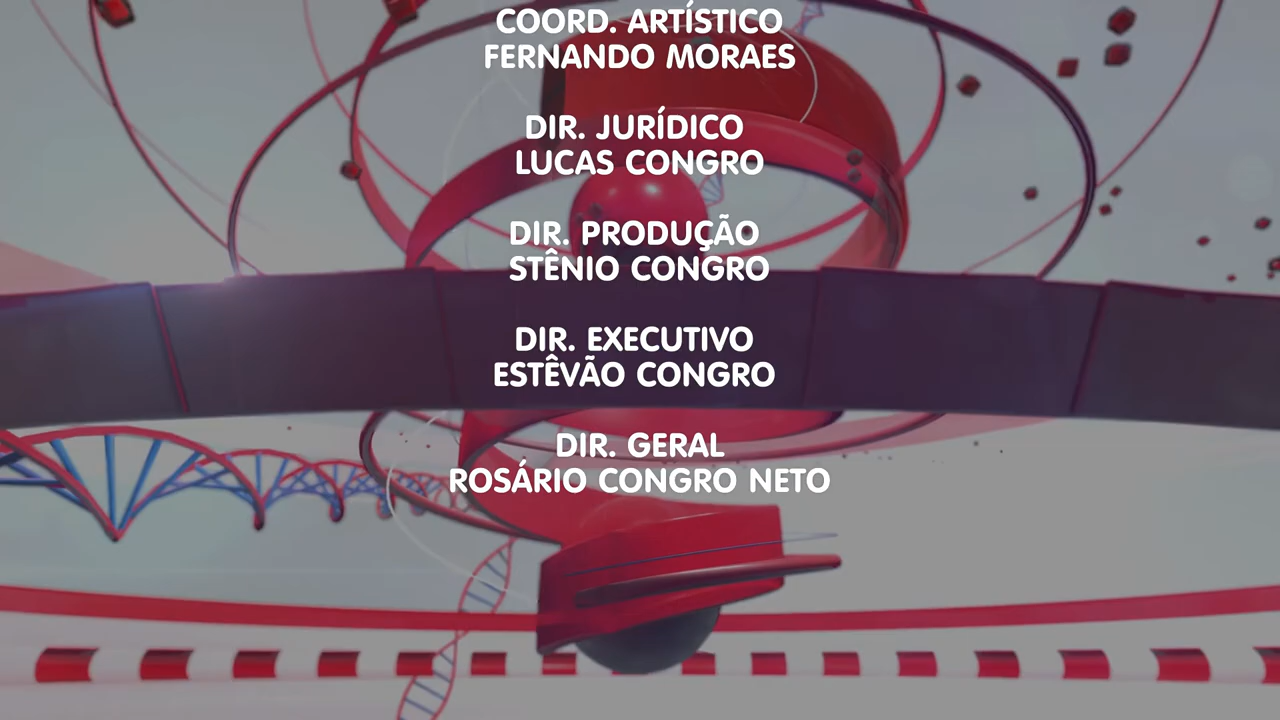 COORD. ARTÍSTICO
FERNANDO MORAES
DIR. JURÍDICO
LUCAS CONGRO
DIR. PRODUÇÃO
STÊNIO CONGRO
DIR. EXECUTIVO
ESTÊVÃO CONGRO
DIR. GERAL
ROSÁRIO CONGRO NETO